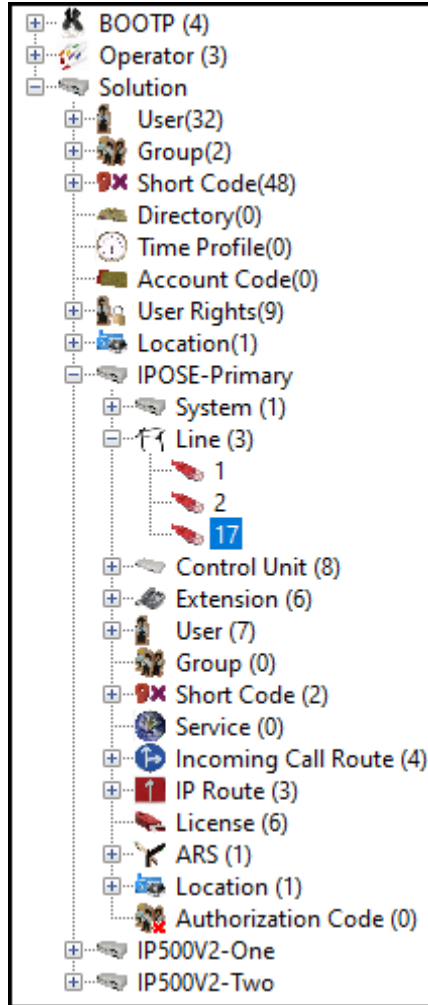 BOOTP (4)
Operator (3)
Solution
User(32)
Group(2)
Short Code(48)
Directory(0)
Time Profile(0)
Account Code(0)
User Rights(9)
Location(1)
IPOSE-Primary
System (1)
Line (3)
1
2
17
Control Unit (8)
Extension (6)
User (7)
Group (0)
Short Code (2)
Service (0)
Incoming Call Route (4)
IP Route (3)
License (6)
ARS (1)
Location (1)
Authorization Code (0)
IP500V2-One
IP500V2-Two